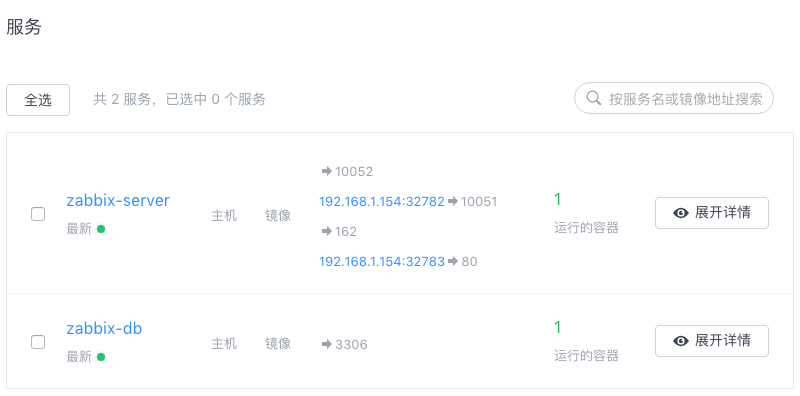 服务
全选 共 2 服务，已选中 0 个服务 按服务名或镜像地址搜索
zabbix-server
最新
主机 镜像
➡10052
192.168.1.154:32782➡10051
➡162
192.168.1.154:32783➡80
1
运行的容器
展开详情
zabbix-db
最新
主机 镜像
➡3306
1
运行的容器
展开详情